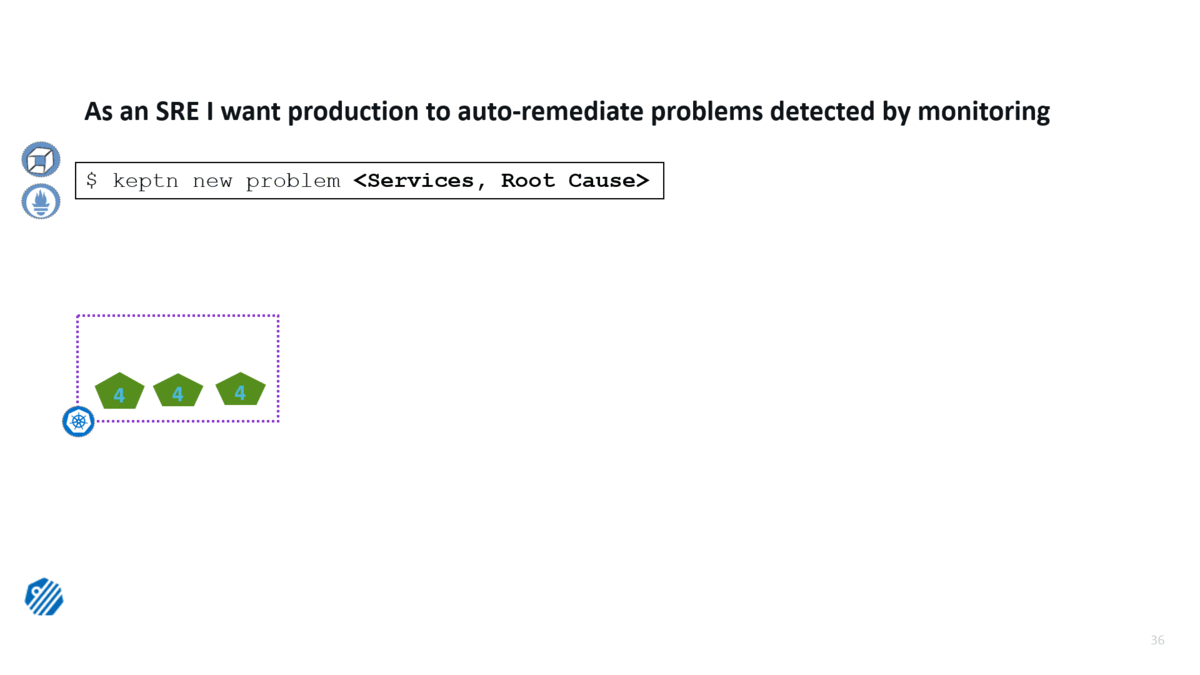 As an SRE I want production to auto-remediate problems detected by monitoring
$ keptn new problem <Services, Root Cause>
4 4 4
36